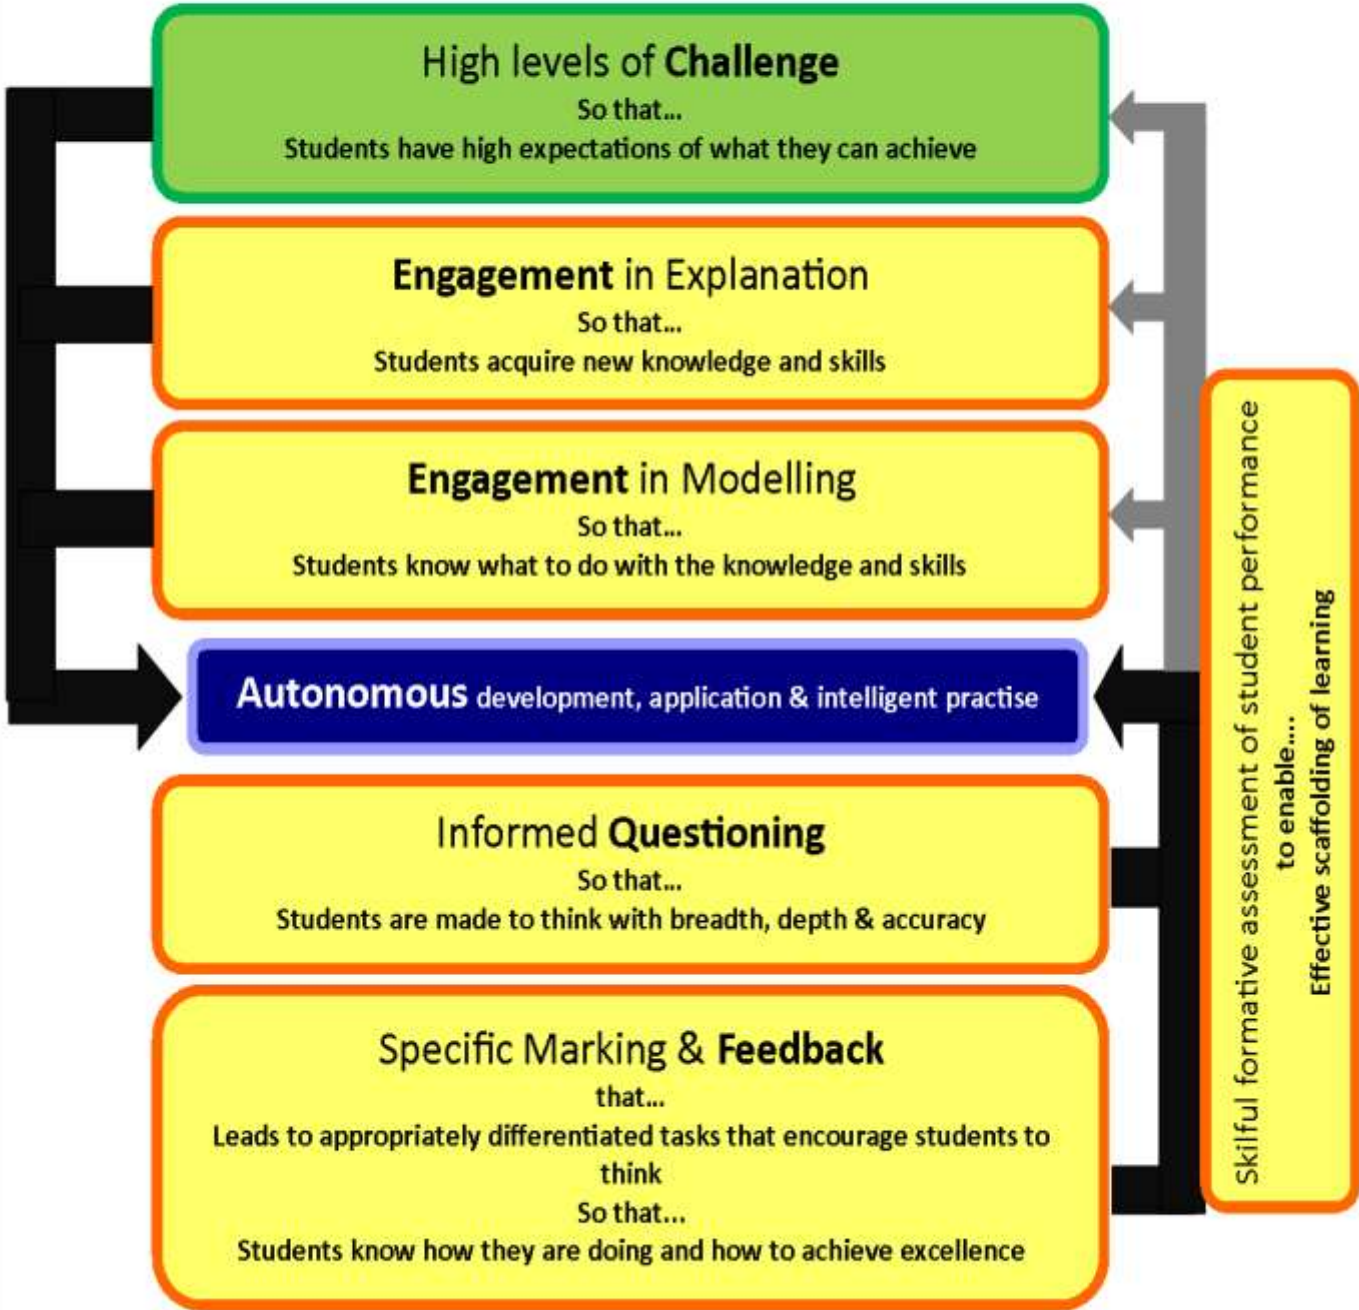 High levels of Challenge
So that...
Students have high expectations of what they can achieve
Engagement in Explanation
So that...
Students acquire new knowledge and skills
Engagement in Modelling
So that...
Students know what to do with the knowledge and skills
Autonomous development, application & intelligent practise
Informed Questioning
So that...
Students are made to think with breadth, depth & accuracy
Specific Marking & Feedback
that...
Leads to appropriately differentiated tasks that encourage students to
think
So that...
Students know how they are doing and how to achieve excellence
Skilful formative assessment of student performance
to enable....
Effective scaffolding of learning